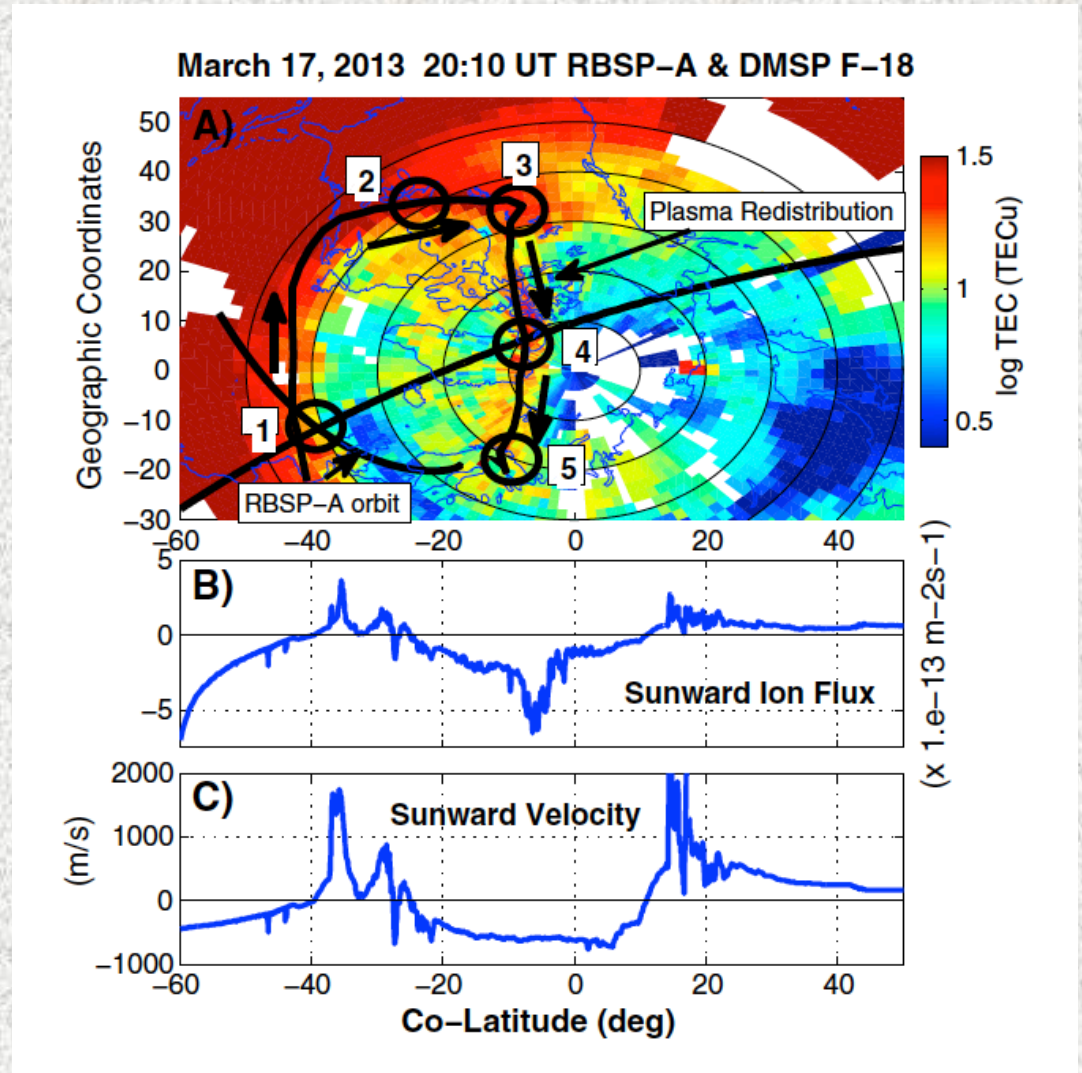 March 17, 2013 20:10 UT RBSP−A & DMSP F−18
A)
Geographic Coordinates
50
40
30
20
10
0
−10
−20
−30
−60
−40
−20
0
20
40
1
2
3
4
5
Plasma Redistribution
RBSP−A orbit
1.5
1
0.5
log TEC (TECu)
B)
5
0
−5
Sunward Ion Flux
(x 1.e−13 m−2s−1)
C)
Sunward Velocity
(m/s)
2000
1000
0
−1000
−60
−40
−20
0
20
40
Co−Latitude (deg)